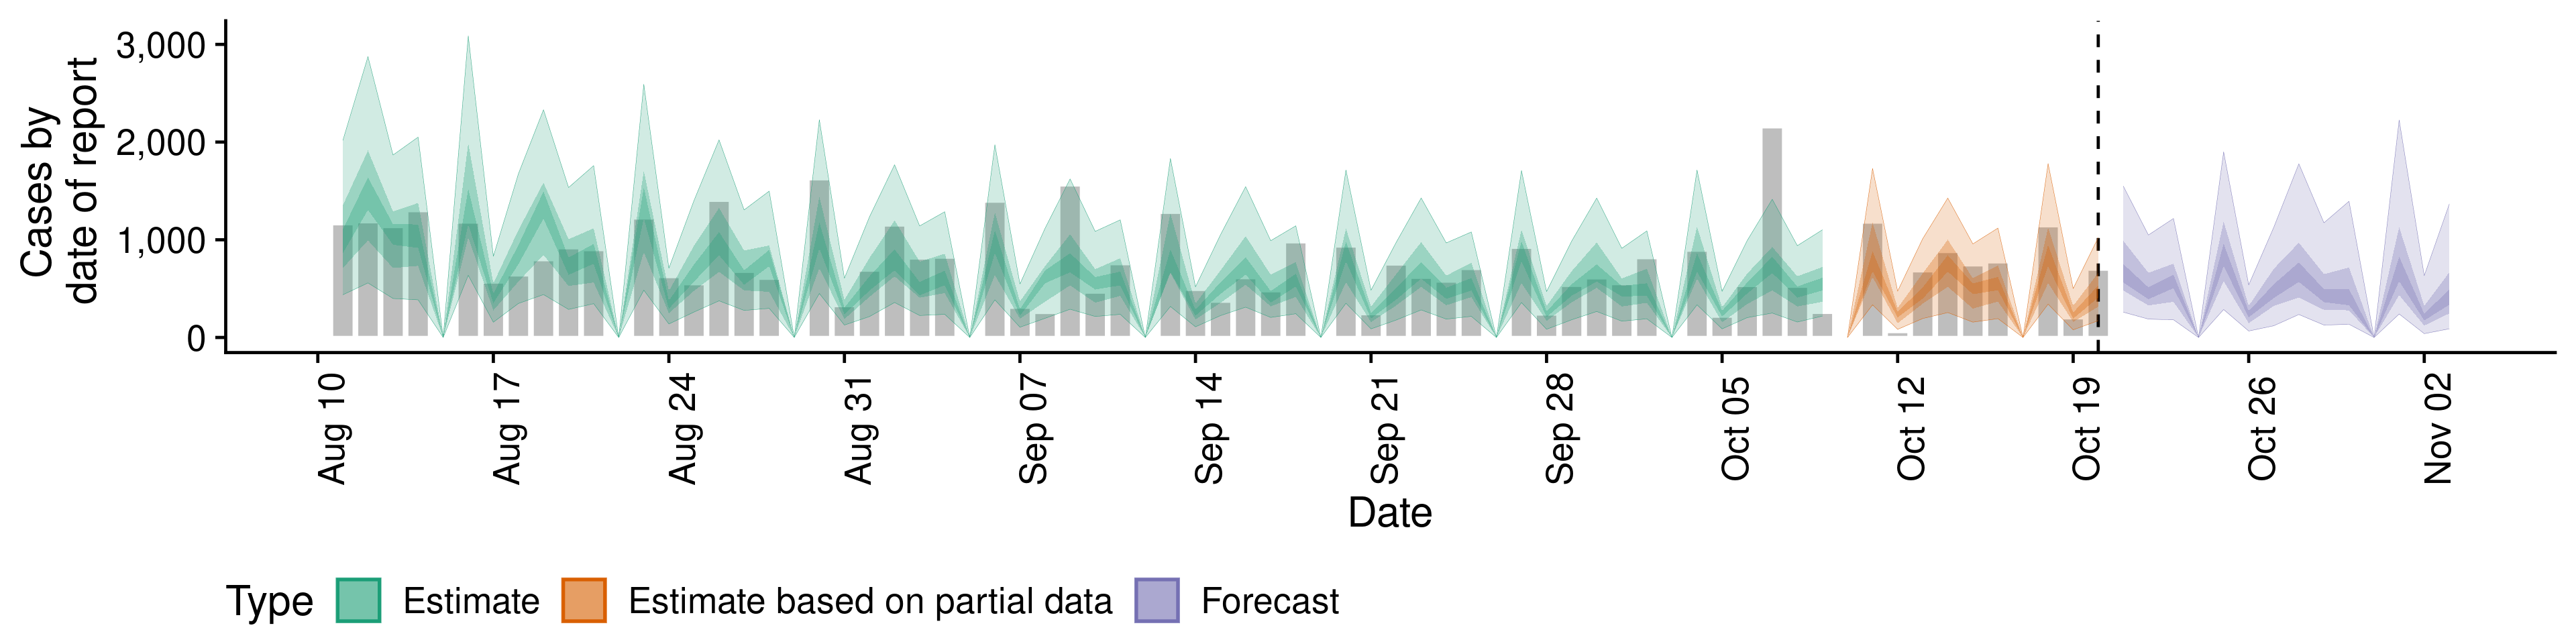 Cases by
date of report
3,000
2,000
1,000
0
Aug 10
Aug 17
Aug 24
Aug 31
Sep 07
Sep 14
Sep 21
Sep 28
Oct 05
Oct 12
Oct 19
Oct 26
Nov 02
Date
Type Estimate Estimate based on partial data Forecast